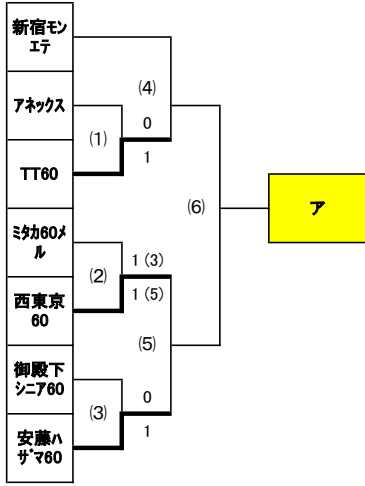 新宿モン
エテ
(4)
アネックス
0
(1)
1
TT60
(6)
ア
ミタカ60メ
ル
1 (3)
(2)
1 (5)
西東京
60
(5)
御殿下
シニア60
0
(3)
1
安藤ハ
ザマ60